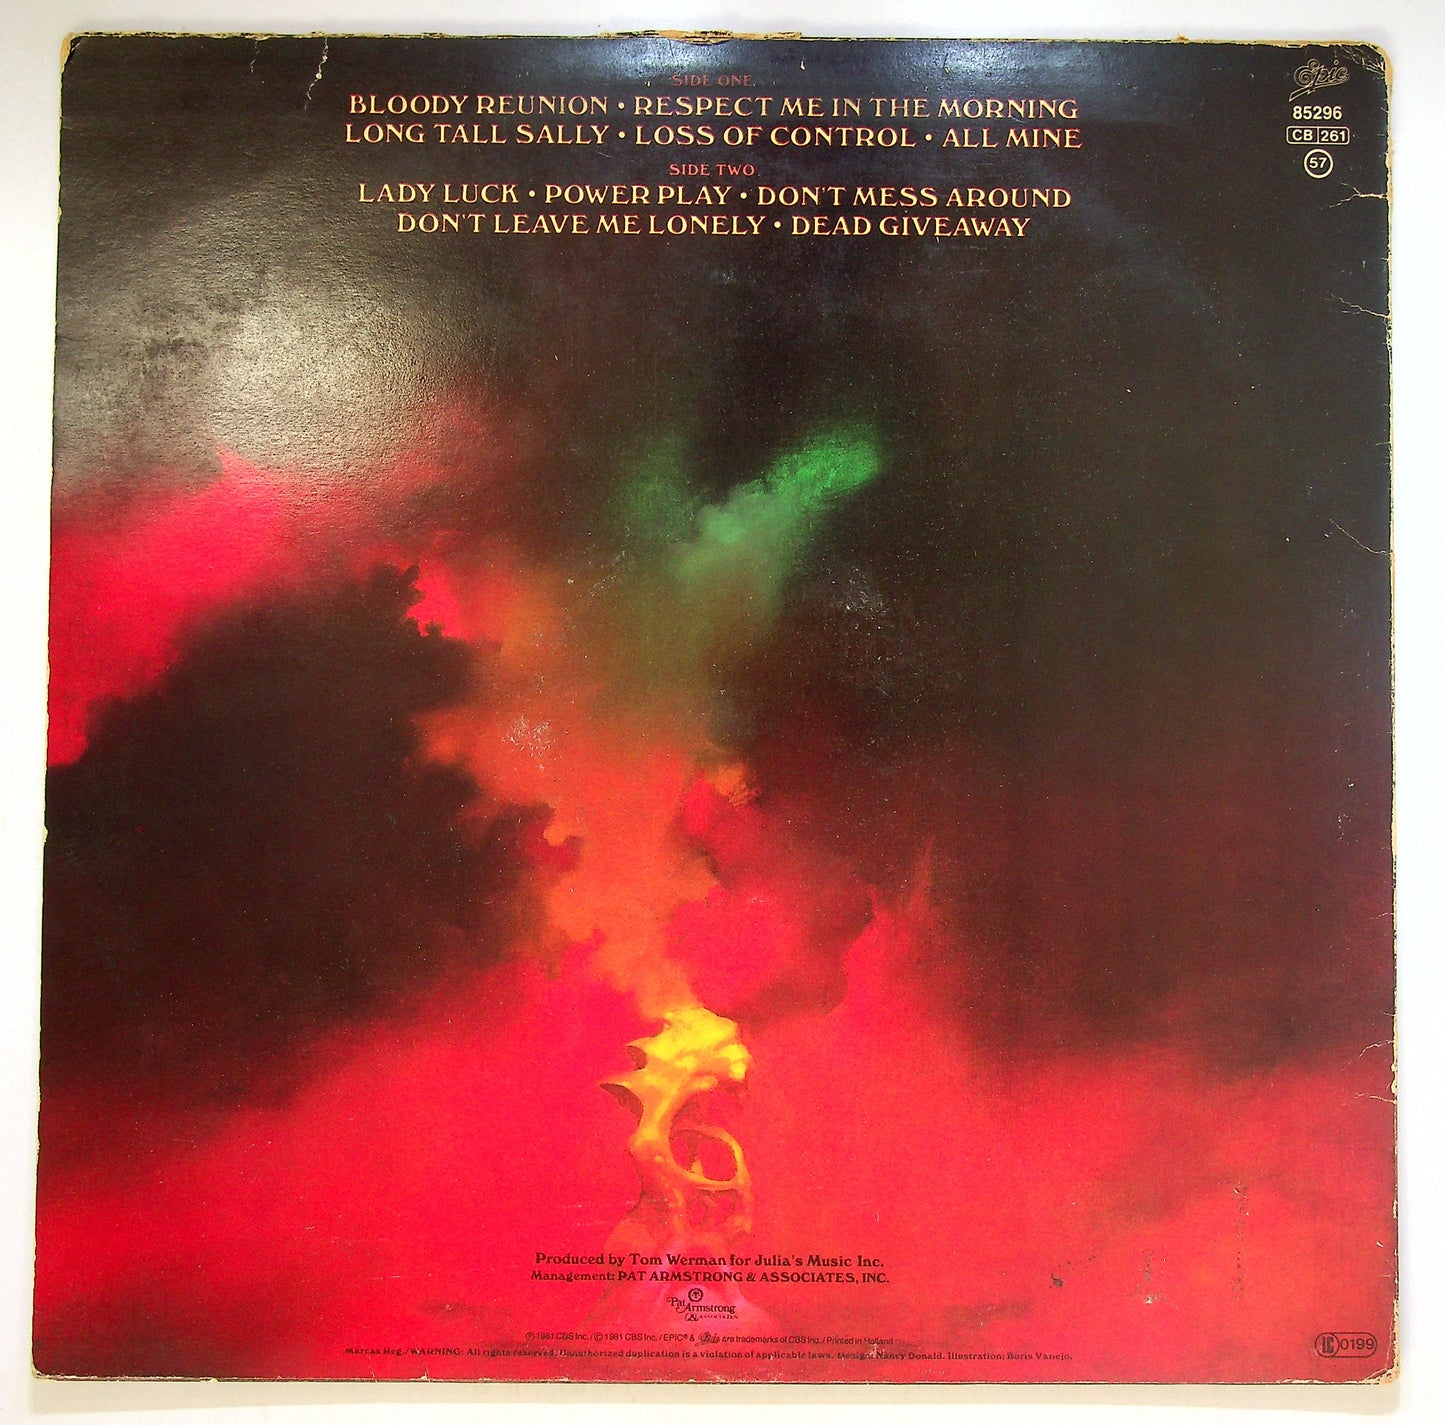 SIDE ONE
BLOODY REUNION • RESPECT ME IN THE MORNING
LONG TALL SALLY • LOSS OF CONTROL • ALL MINE
SIDE TWO
LADY LUCK • POWER PLAY • DON'T MESS AROUND
DON'T LEAVE ME LONELY • DEAD GIVEAWAY
Epic
85296
CB 261
57
Produced by Tom Werman for Julia's Music Inc.
Management: PAT ARMSTRONG & ASSOCIATES, INC.
Pat
Armstrong
& ASSOCIATES
℗ 1981 CBS Inc. / © 1981 CBS Inc. / EPIC® & Epic are trademarks of CBS Inc. / Printed in Holland
Marcas Reg./WARNING: All rights reserved. Unauthorized duplication is a violation of applicable laws. Design: Nancy Donald. Illustration: Boris Vallejo.
LC 0199